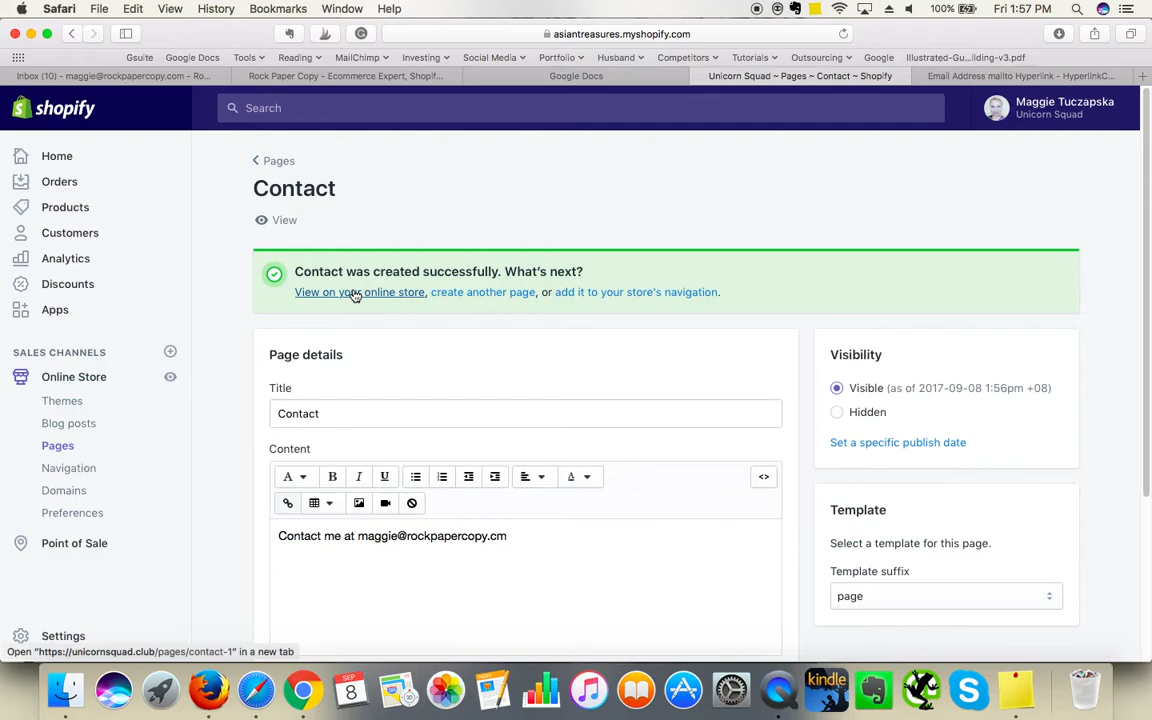 Safari File Edit View History Bookmarks Window Help 100% Fri 1:57 PM
asiantreasures.myshopify.com
Gsuite Google Docs Tools Reading MailChimp Investing Social Media Portfolio Husband Competitors Tutorials Outsourcing Google Illustrated-Gu...ilding-v3.pdf
Inbox (10) - maggie@rockpapercopy.com - Ro... Rock Paper Copy - Ecommerce Expert, Shopif... Google Docs Unicorn Squad ~ Pages ~ Contact ~ Shopify Email Address mailto Hyperlink - HyperlinkC...
shopify
Search
Maggie Tuczapska
Unicorn Squad
Home
Orders
Products
Customers
Analytics
Discounts
Apps
SALES CHANNELS
Online Store
Themes
Blog posts
Pages
Navigation
Domains
Preferences
Point of Sale
Settings
Pages
Contact
View
Contact was created successfully. What's next?
View on your online store, create another page, or add it to your store's navigation.
Page details
Title
Contact
Content
A B I U A <>
Contact me at maggie@rockpapercopy.cm
Visibility
Visible (as of 2017-09-08 1:56pm +08)
Hidden
Set a specific publish date
Template
Select a template for this page.
Template suffix
page
Open "https://unicornsquad.club/pages/contact-1" in a new tab
SEP
8
kindle